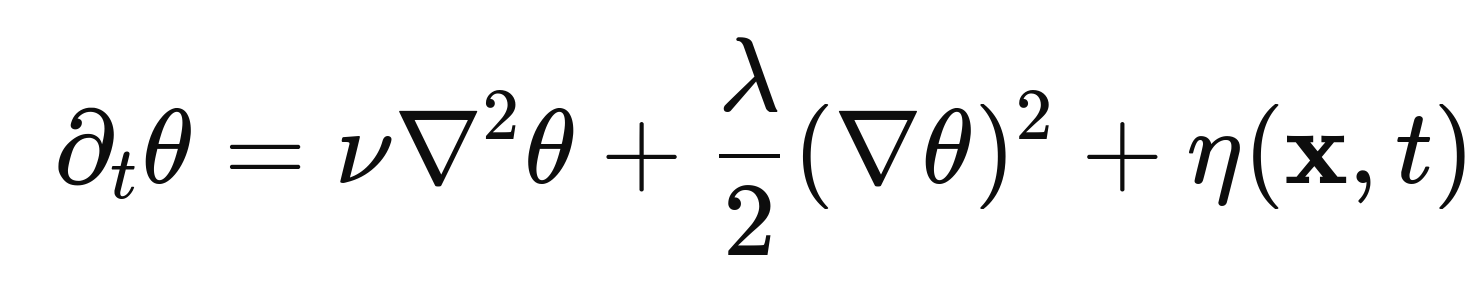 ∂ₜθ = ν∇²θ + λ/2 (∇θ)² + η(𝐱, t)